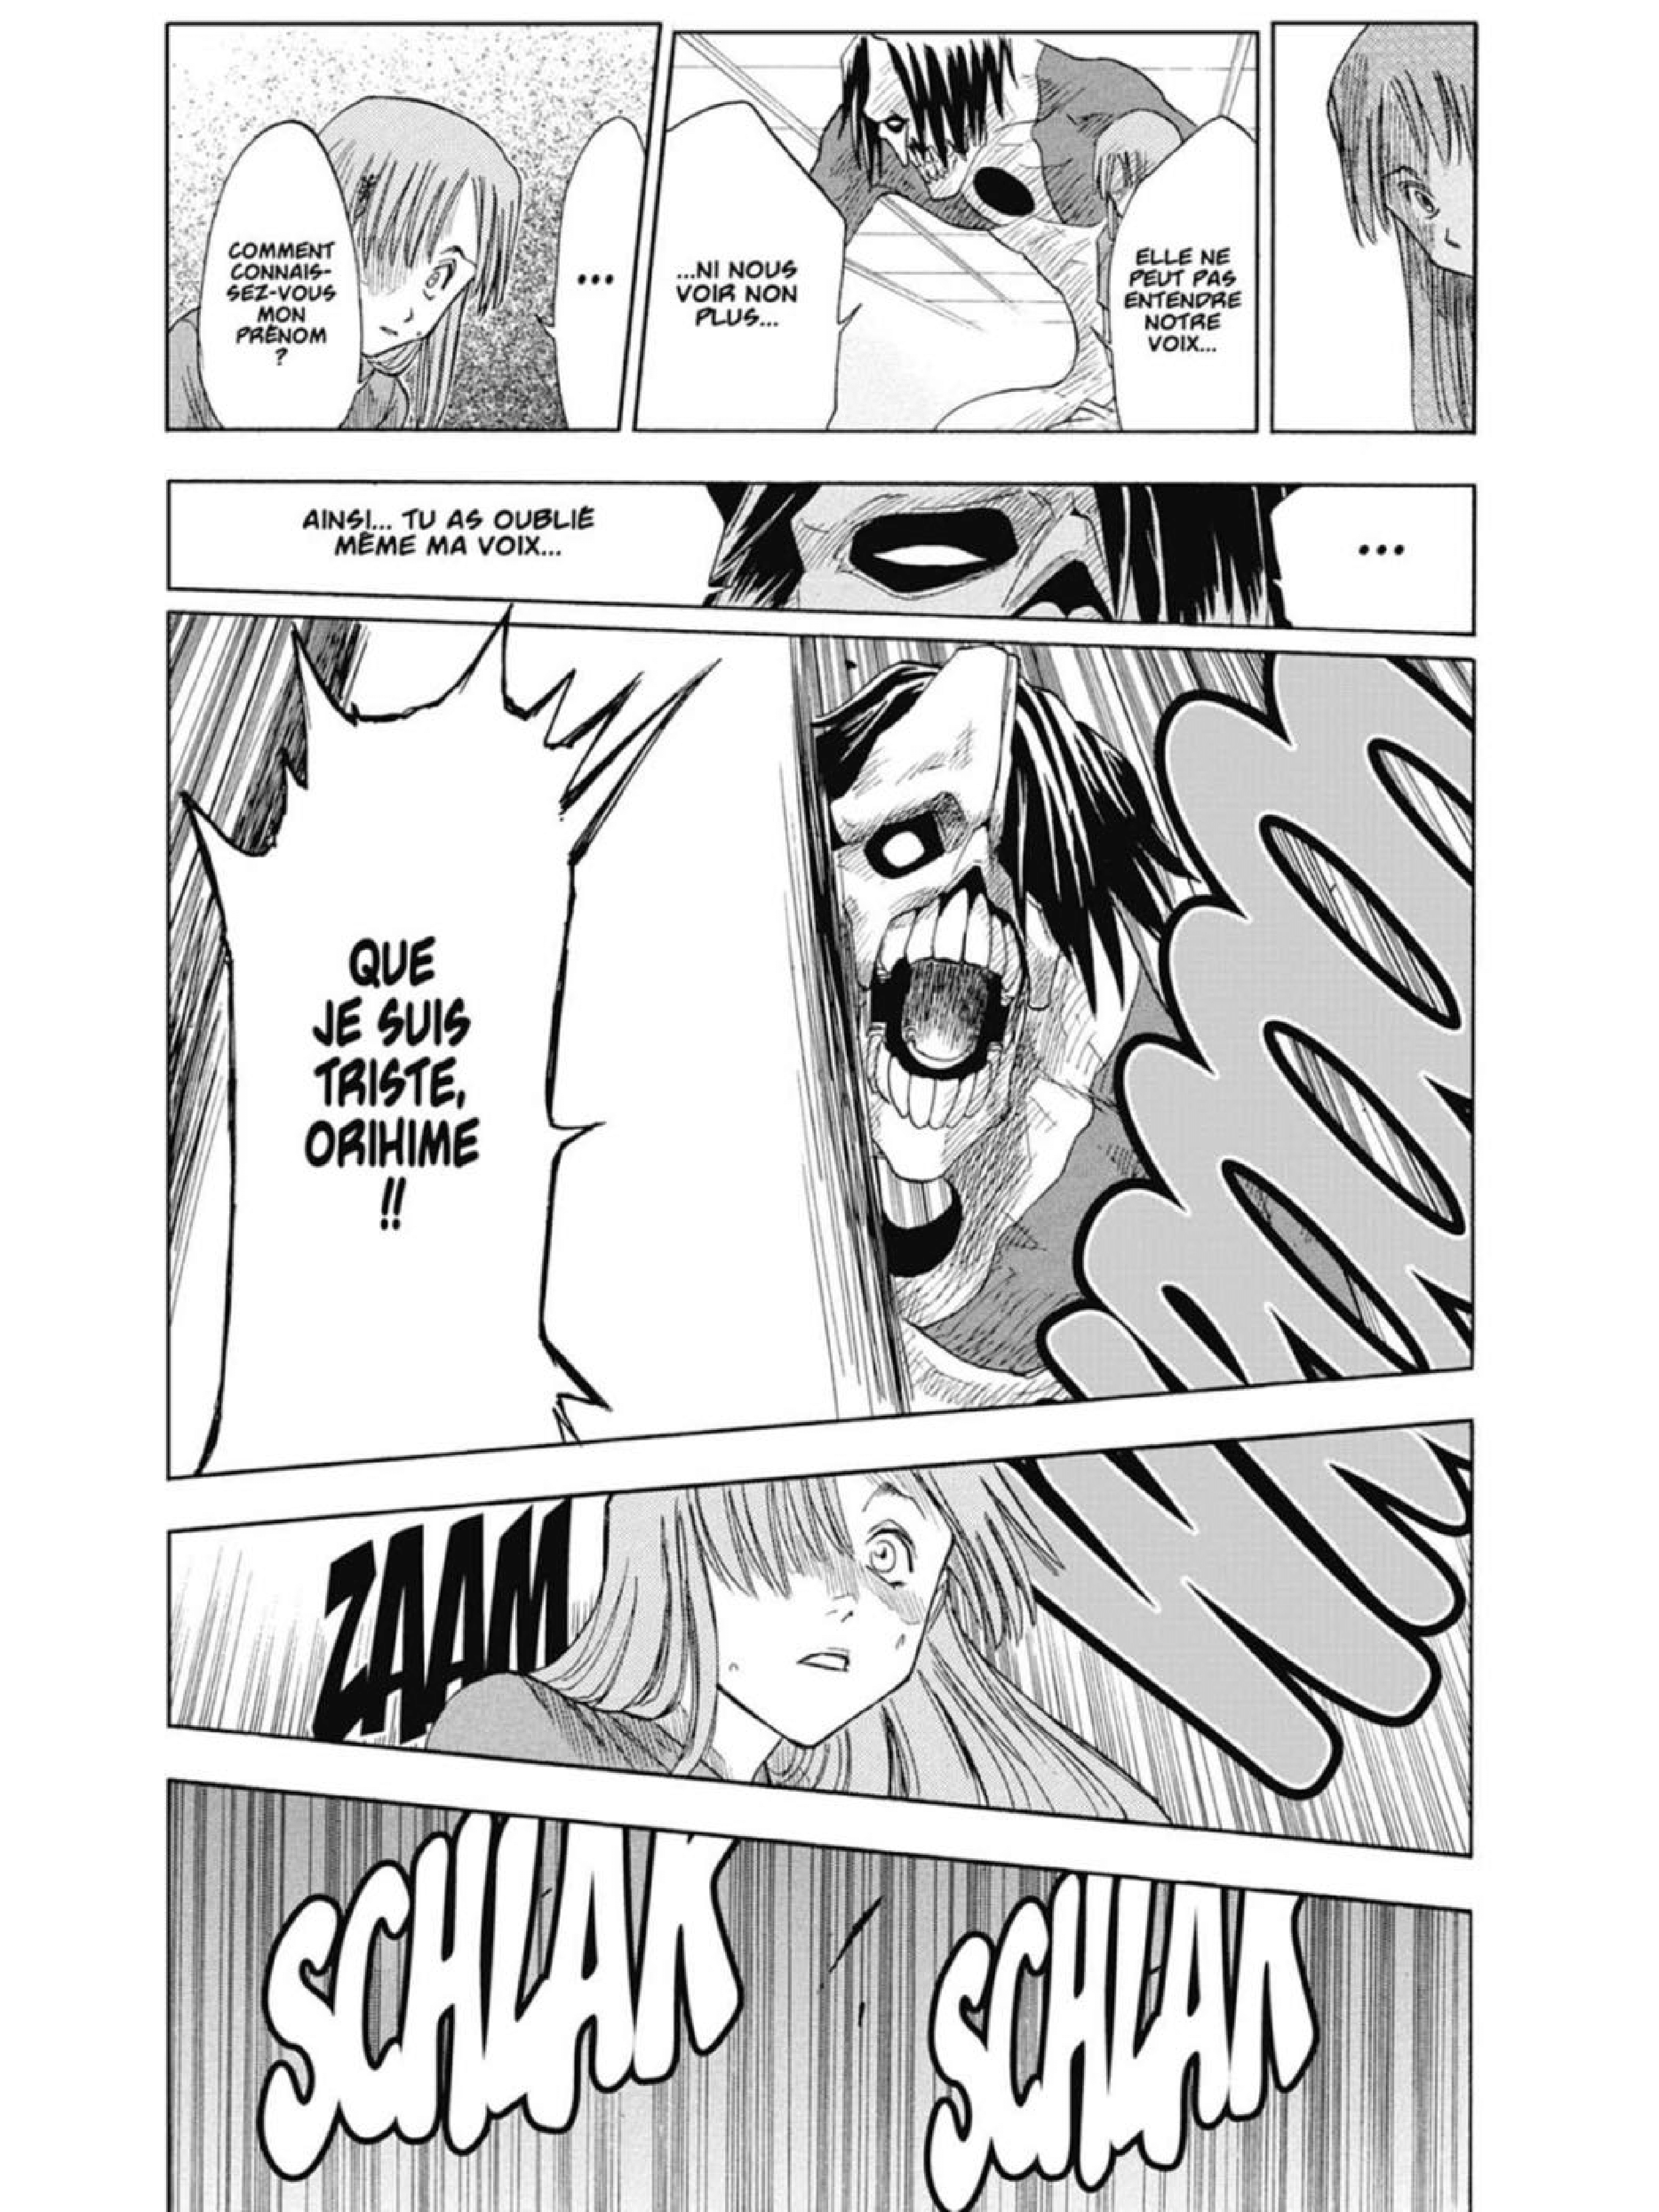 ELLE NE
PEUT PAS
ENTENDRE
NOTRE
VOIX...
...NI NOUS
VOIR NON
PLUS...
...
COMMENT
CONNAIS-
SEZ-VOUS
MON
PRÉNOM
?
...
AINSI... TU AS OUBLIÉ
MÊME MA VOIX...
QUE
JE SUIS
TRISTE,
ORIHIME
!!
ZAAM
SCHLAK
SCHLAK